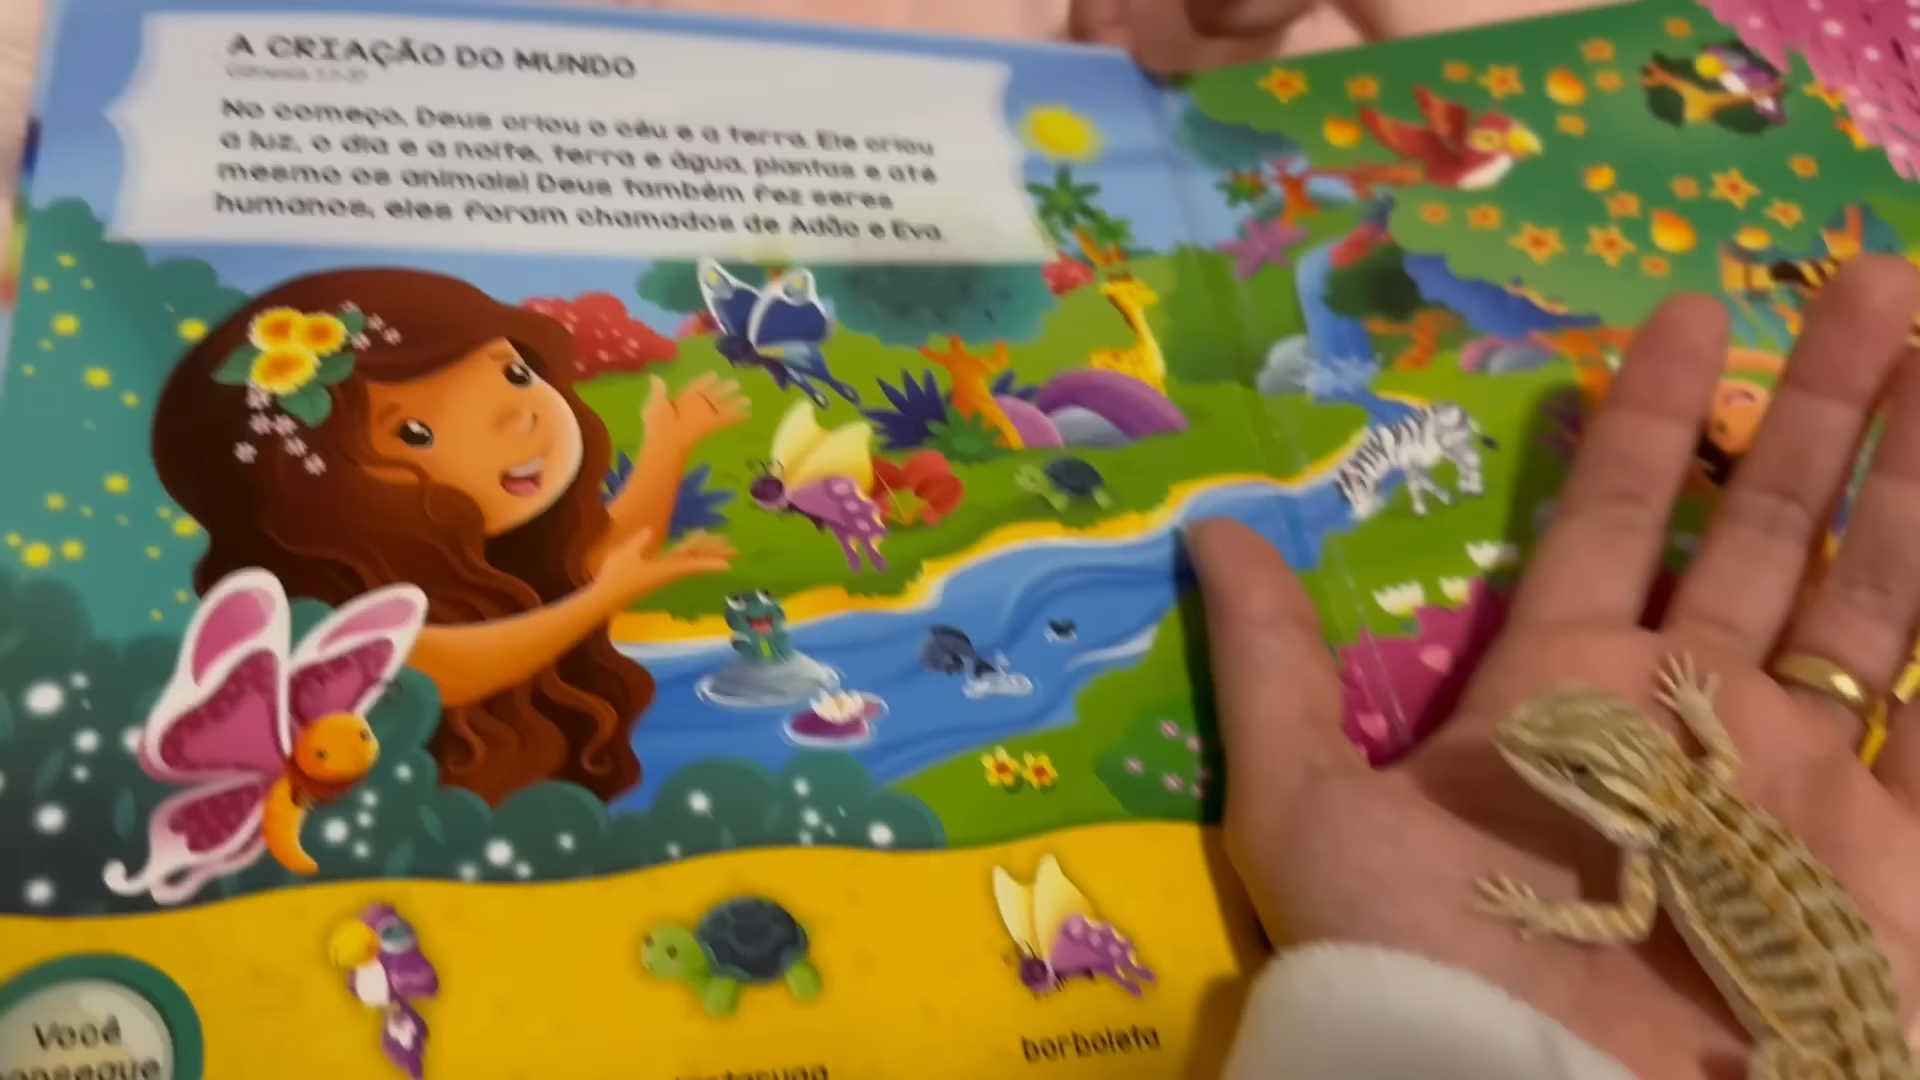 A CRIAÇÃO DO MUNDO
No começo, Deus criou o céu e a terra. Ele criou
a luz, o dia e a noite, terra e água, plantas e até
mesmo os animais! Deus também fez seres
humanos, eles foram chamados de Adão e Eva.
Você
borboleta